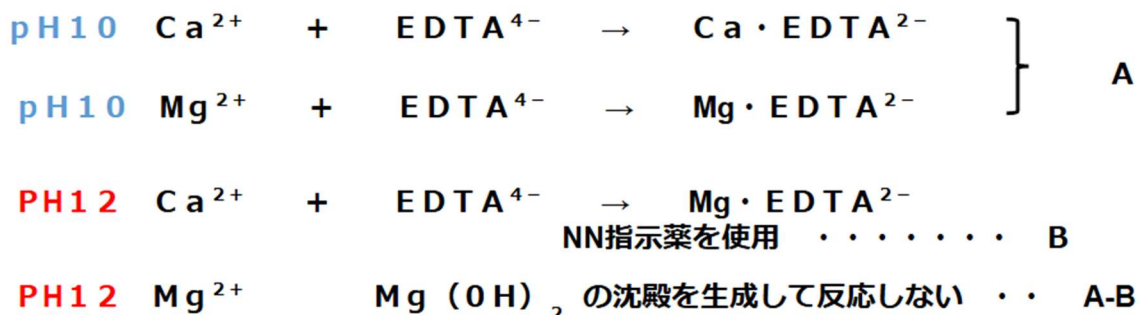 pH10 Ca²⁺ + EDTA⁴⁻ → Ca・EDTA²⁻
A
pH10 Mg²⁺ + EDTA⁴⁻ → Mg・EDTA²⁻
PH12 Ca²⁺ + EDTA⁴⁻ → Mg・EDTA²⁻
NN指示薬を使用 ・・・・・・・ B
PH12 Mg²⁺ Mg(OH)₂ の沈殿を生成して反応しない ・・ A-B